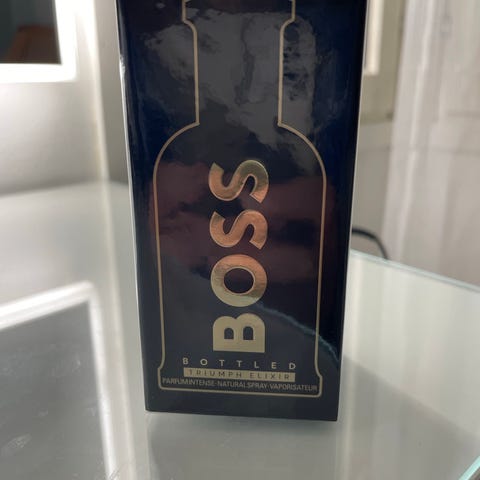 BOSS
BOTTLED
TRIUMPH ELIXIR
PARFUM INTENSE·NATURAL SPRAY·VAPORISATEUR